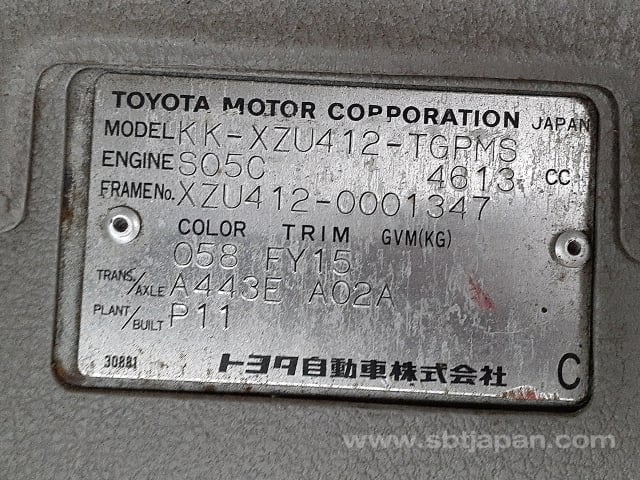 TOYOTA MOTOR COPPORATION JAPAN
MODEL KK-XZU412-TGPMS
ENGINE S05C 4613 CC
FRAME No. XZU412-0001347
COLOR TRIM GVM(KG)
058 FY15
TRANS/AXLE A443E A02A
PLANT/BUILT P11
30881 トヨタ自動車株式会社 C
www.sbtjapan.com